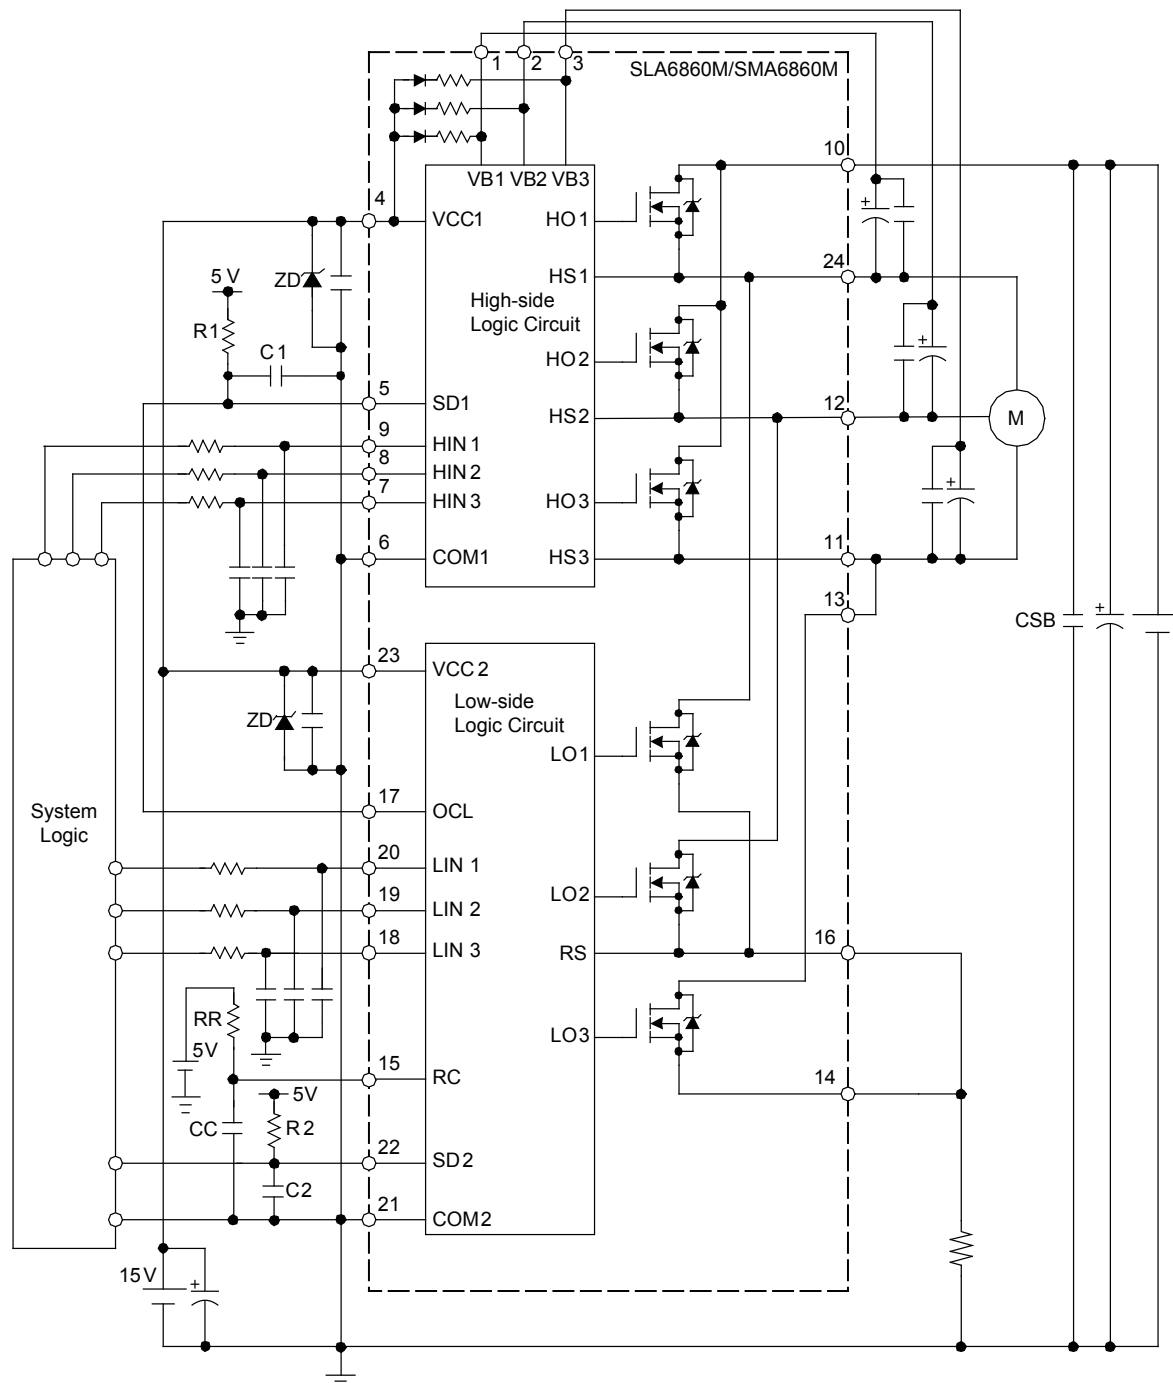 1 2 3
SLA6860M/SMA6860M
VB1 VB2 VB3
10
4
VCC1
HO1
24
HS1
ZD
5 V
R1
C1
High-side
Logic Circuit
HO2
5
SD1
HS2
12
M
9
HIN 1
8
HIN 2
7
HIN 3
HO3
6
COM1
HS3
11
13
CSB
23
VCC 2
Low-side
Logic Circuit
ZD
LO1
17
OCL
System
Logic
20
LIN 1
19
LIN 2
LO2
18
LIN 3
RS
16
RR
5V
LO3
15
RC
14
5V
CC
R2
22
SD2
C2
21
COM2
15V